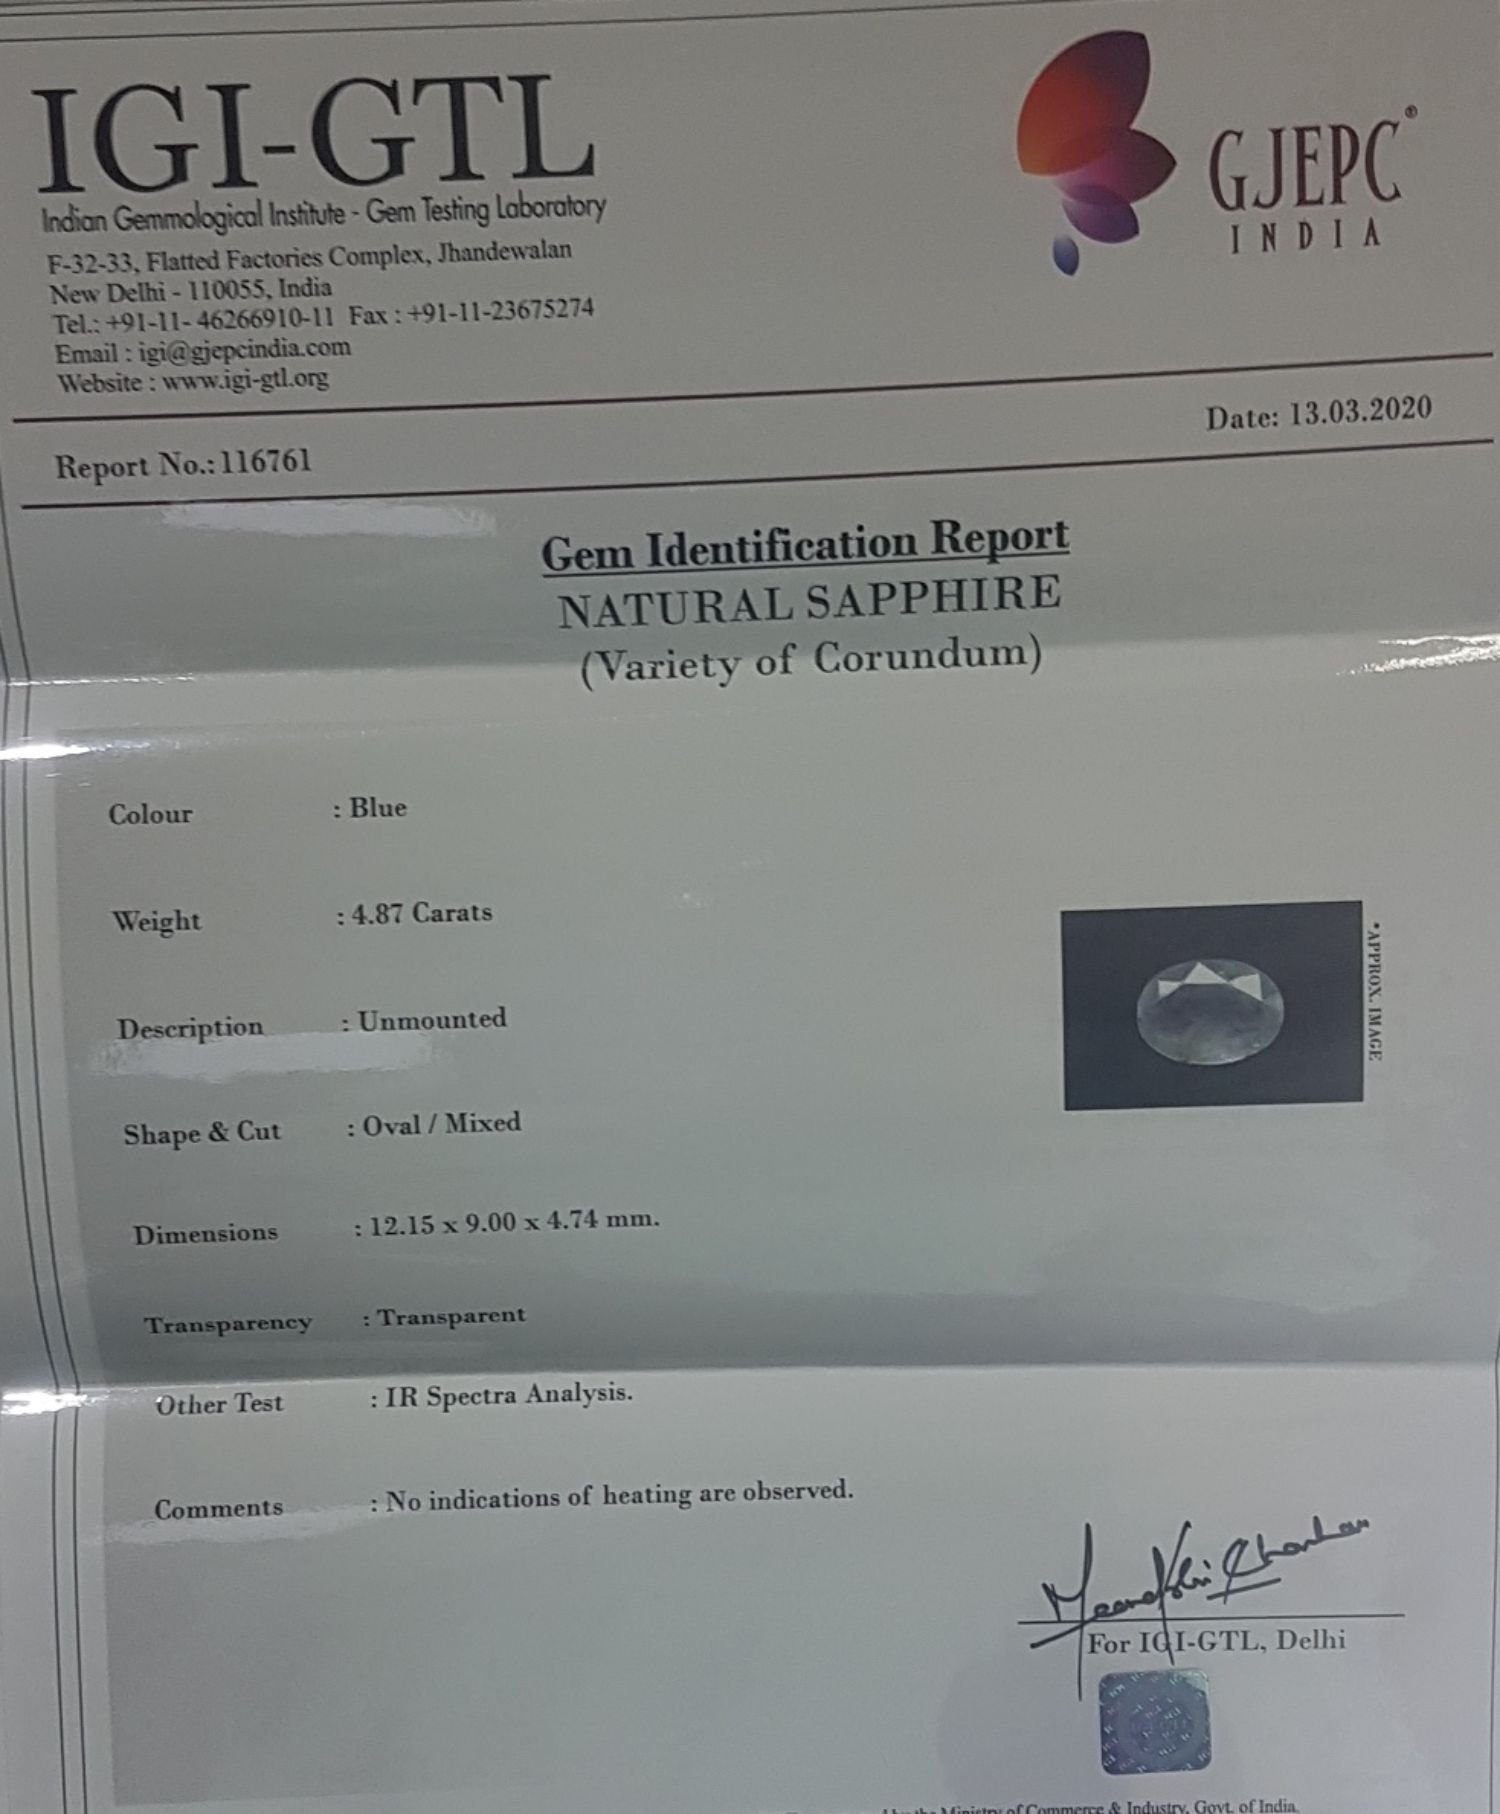 IGI-GTL
Indian Gemmological Institute - Gem Testing Laboratory
F-32-33, Flatted Factories Complex, Jhandewalan
New Delhi - 110055, India
Tel.: +91-11- 46266910-11 Fax : +91-11-23675274
Email : igi@gjepcindia.com
Website : www.igi-gtl.org
GJEPC®
INDIA
Date: 13.03.2020
Report No.: 116761
Gem Identification Report
NATURAL SAPPHIRE
(Variety of Corundum)
Colour : Blue
Weight : 4.87 Carats
Description : Unmounted
Shape & Cut : Oval / Mixed
Dimensions : 12.15 x 9.00 x 4.74 mm.
Transparency : Transparent
Other Test : IR Spectra Analysis.
Comments : No indications of heating are observed.
*APPROX. IMAGE
Meenakshi Chauhan
For IGI-GTL, Delhi
the Ministry of Commerce & Industry, Govt. of India